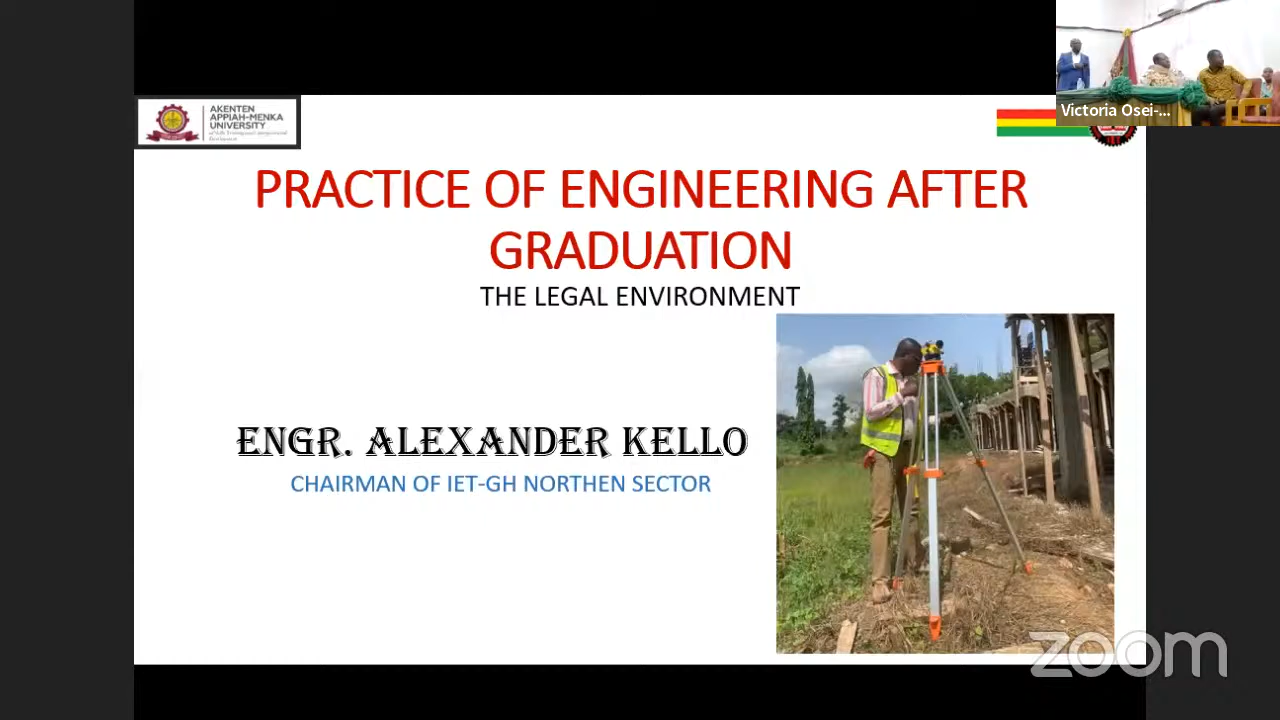 AKENTEN
APPIAH-MENKA
UNIVERSITY
Victoria Osei-...
PRACTICE OF ENGINEERING AFTER
GRADUATION
THE LEGAL ENVIRONMENT
ENGR. ALEXANDER KELLO
CHAIRMAN OF IET-GH NORTHEN SECTOR
zoom